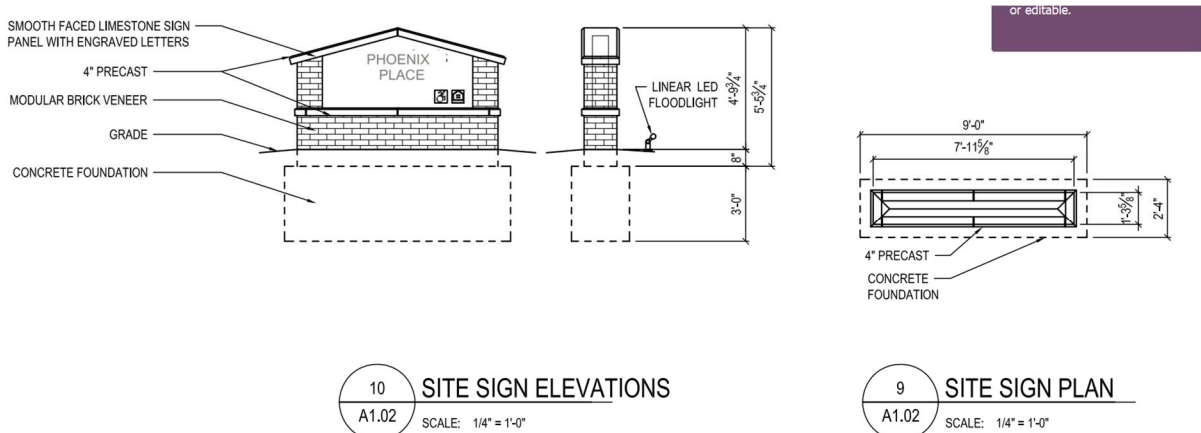 or editable.
SMOOTH FACED LIMESTONE SIGN
PANEL WITH ENGRAVED LETTERS
4" PRECAST
MODULAR BRICK VENEER
GRADE
CONCRETE FOUNDATION
PHOENIX
PLACE
LINEAR LED
FLOODLIGHT
4'-9¾"
5'-5¾"
8"
3'-0"
9'-0"
7'-11⅝"
1'-3⅝"
2'-4"
4" PRECAST
CONCRETE
FOUNDATION
10
A1.02
SITE SIGN ELEVATIONS
SCALE: 1/4" = 1'-0"
9
A1.02
SITE SIGN PLAN
SCALE: 1/4" = 1'-0"